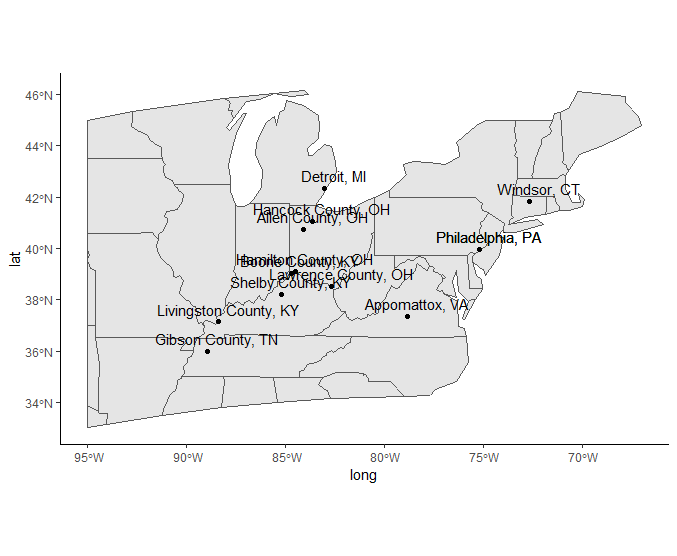 46°N
44°N
42°N
40°N
38°N
36°N
34°N
lat
Detroit, MI
Windsor, CT
Hancock County, OH
Allen County, OH
Philadelphia, PA
Hamilton County, OH
Boone County, KY
Lawrence County, OH
Shelby County, KY
Appomattox, VA
Livingston County, KY
Gibson County, TN
95°W
90°W
85°W
80°W
75°W
70°W
long